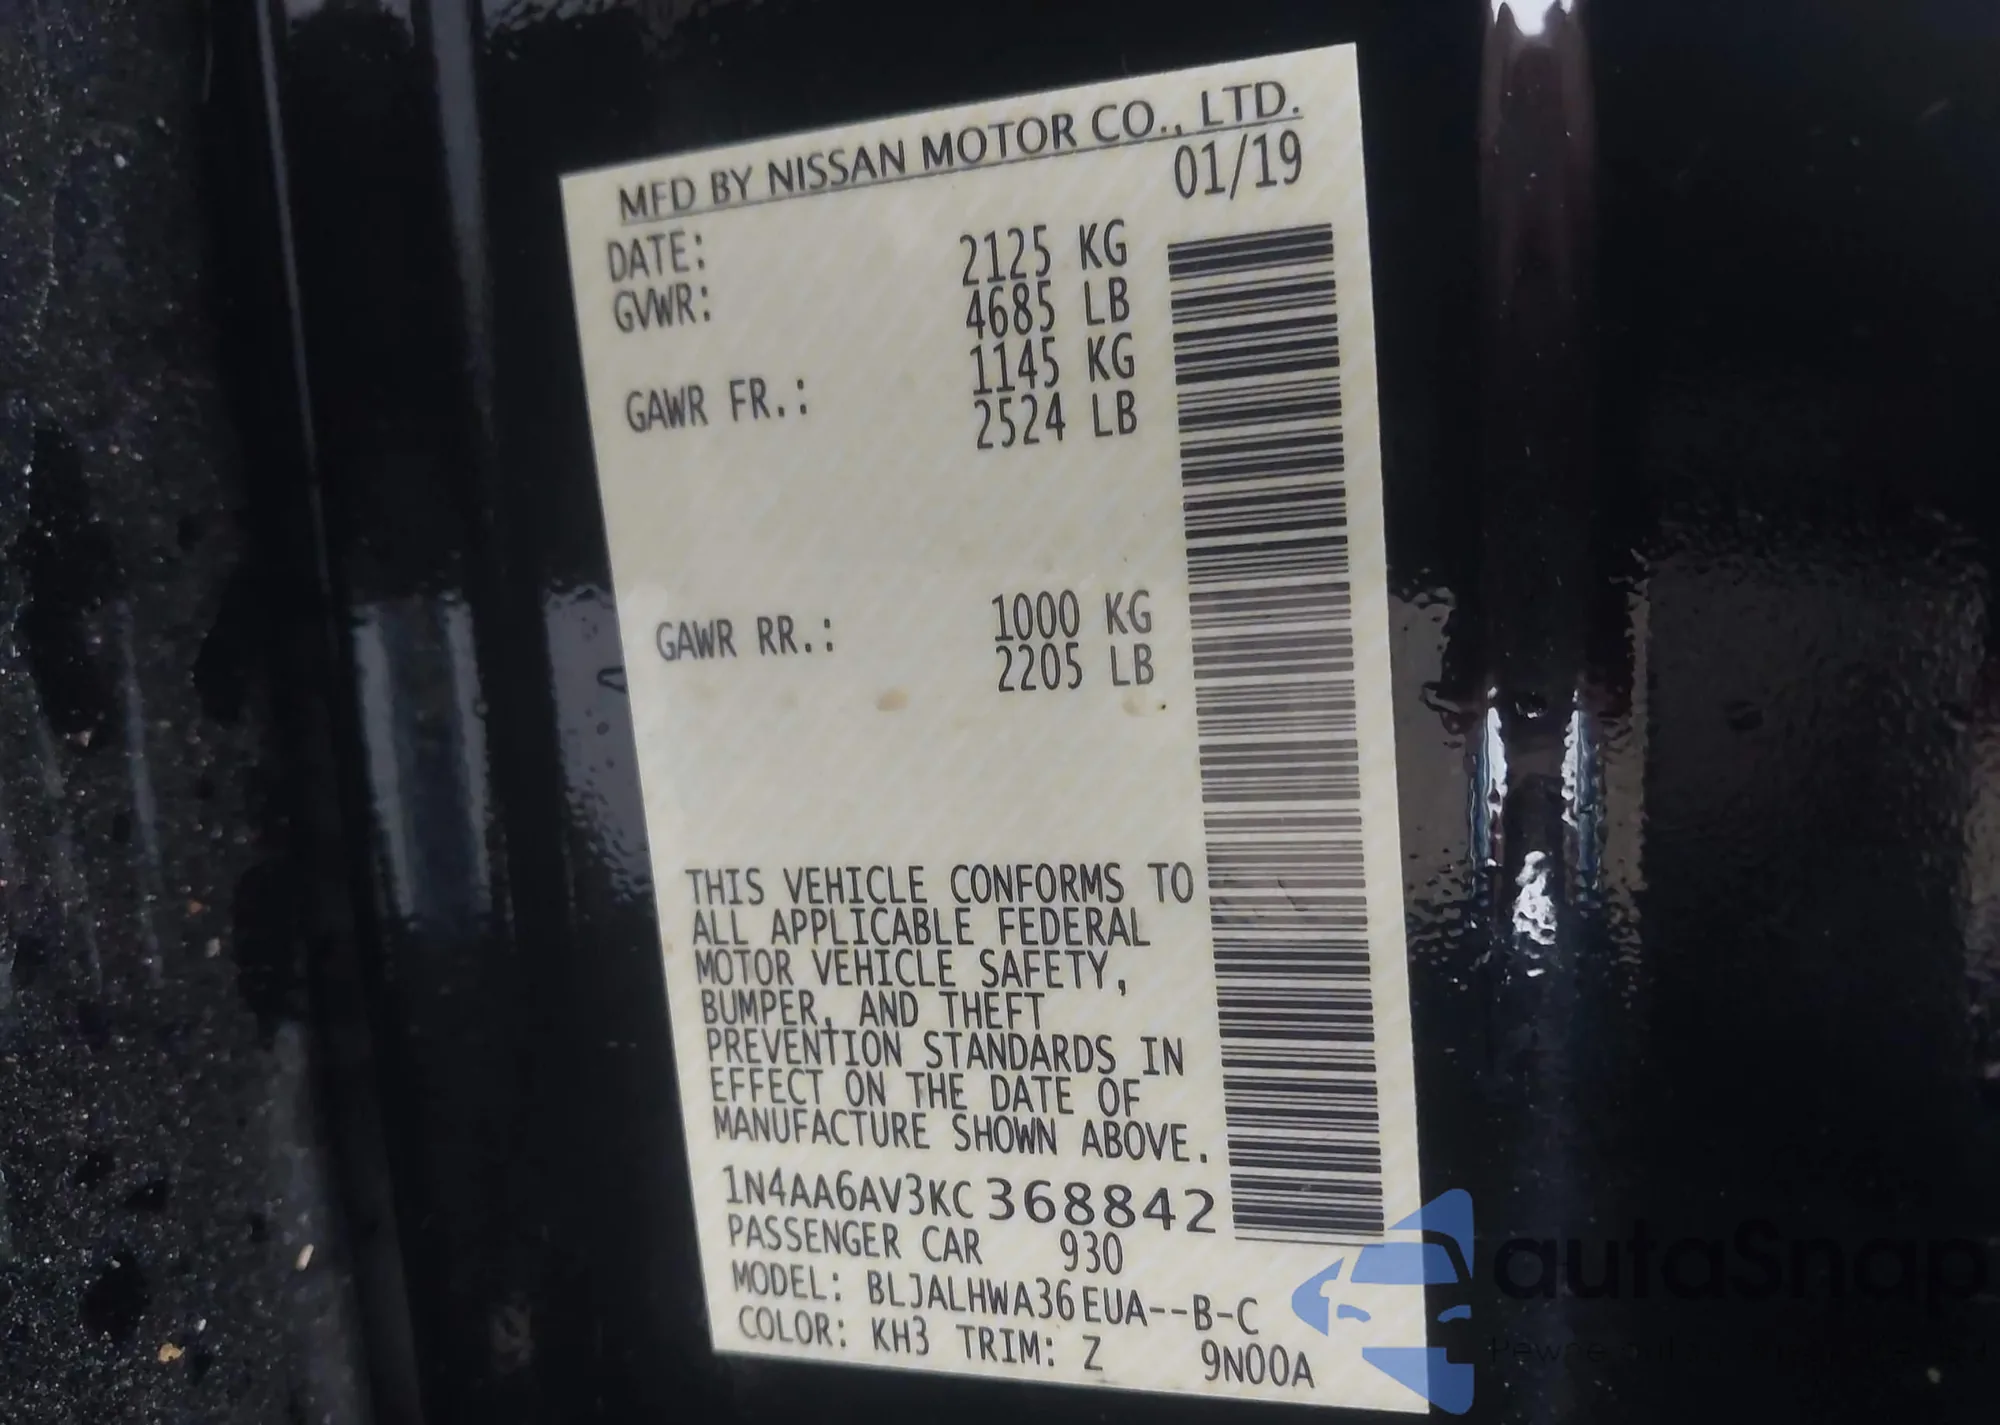 MFD BY NISSAN MOTOR CO., LTD.
DATE: 01/19
GVWR: 2125 KG
4685 LB
GAWR FR.: 1145 KG
2524 LB
GAWR RR.: 1000 KG
2205 LB
THIS VEHICLE CONFORMS TO
ALL APPLICABLE FEDERAL
MOTOR VEHICLE SAFETY,
BUMPER, AND THEFT
PREVENTION STANDARDS IN
EFFECT ON THE DATE OF
MANUFACTURE SHOWN ABOVE.
1N4AA6AV3KC368842
PASSENGER CAR 930
MODEL: BLJALHWA36EUA--B-C
COLOR: KH3 TRIM: Z 9N00A
autaSnap